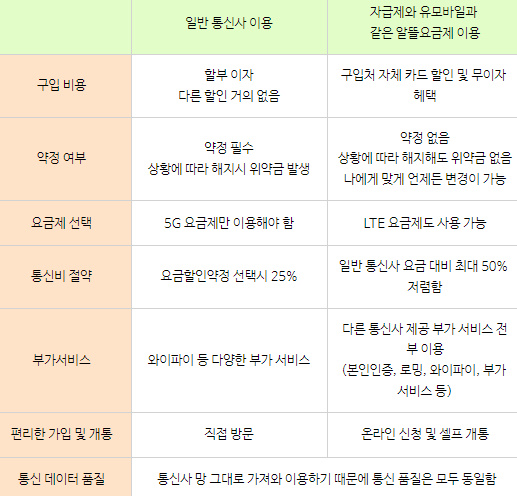 일반 통신사 이용
자급제와 유모바일과
같은 알뜰요금제 이용
구입 비용
할부 이자
다른 할인 거의 없음
구입처 자체 카드 할인 및 무이자
혜택
약정 여부
약정 필수
상황에 따라 해지시 위약금 발생
약정 없음
상황에 따라 해지해도 위약금 없음
나에게 맞게 언제든 변경이 가능
요금제 선택
5G 요금제만 이용해야 함
LTE 요금제도 사용 가능
통신비 절약
요금할인약정 선택시 25%
일반 통신사 요금 대비 최대 50%
저렴함
부가서비스
와이파이 등 다양한 부가 서비스
다른 통신사 제공 부가 서비스 전
부 이용
(본인인증, 로밍, 와이파이, 부가
서비스 등)
편리한 가입 및 개통
직접 방문
온라인 신청 및 셀프 개통
통신 데이터 품질
통신사 망 그대로 가져와 이용하기 때문에 통신 품질은 모두 동일함